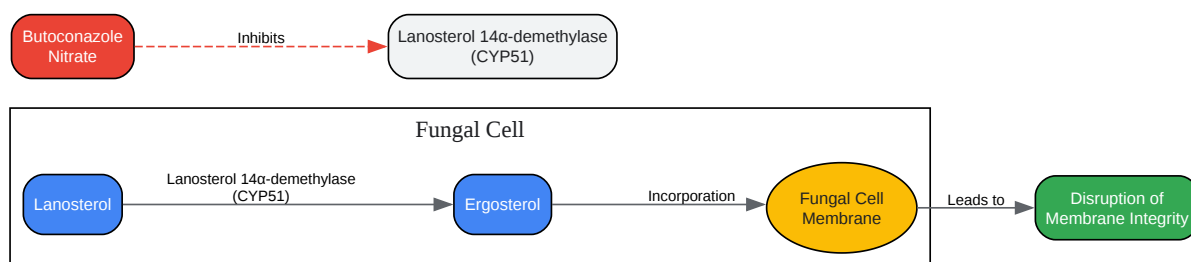 Butoconazole
Nitrate
Inhibits
Lanosterol 14α-demethylase
(CYP51)
Fungal Cell
Lanosterol
Lanosterol 14α-demethylase
(CYP51)
Ergosterol
Incorporation
Fungal Cell
Membrane
Leads to
Disruption of
Membrane Integrity